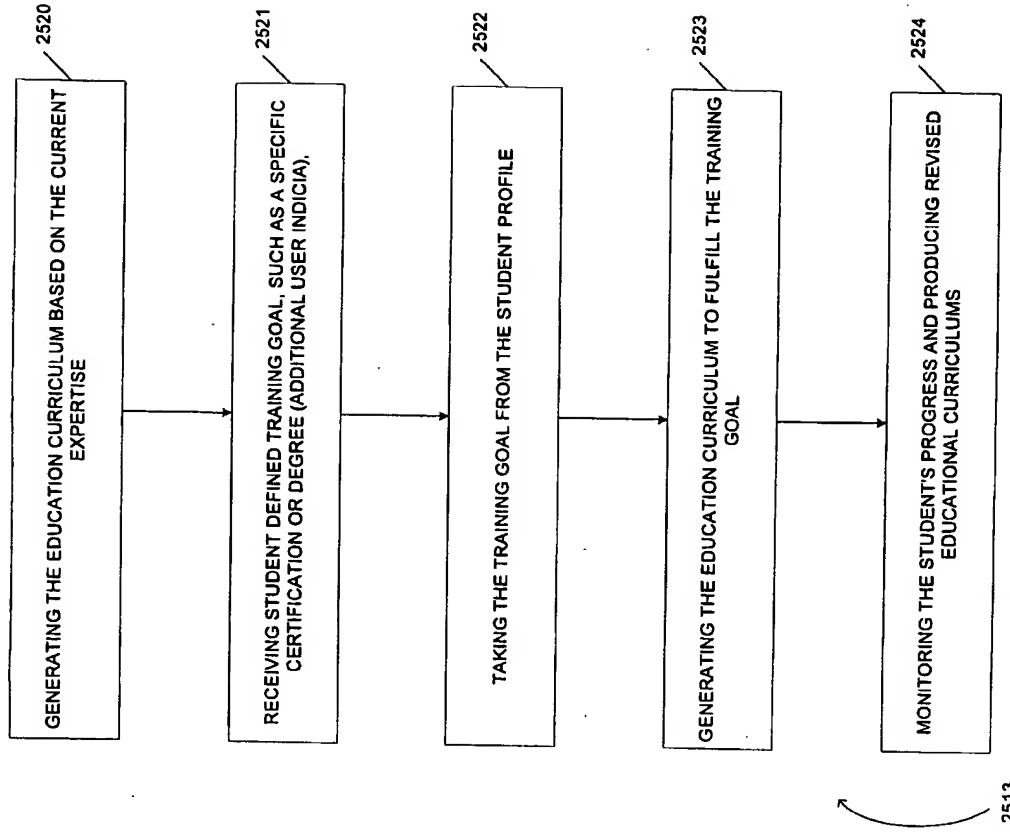 2520
GENERATING THE EDUCATION CURRICULUM BASED ON THE CURRENT
EXPERTISE
2521
RECEIVING STUDENT DEFINED TRAINING GOAL, SUCH AS A SPECIFIC
CERTIFICATION OR DEGREE (ADDITIONAL USER INDICIA),
2522
TAKING THE TRAINING GOAL FROM THE STUDENT PROFILE
2523
GENERATING THE EDUCATION CURRICULUM TO FULFILL THE TRAINING
GOAL
2524
MONITORING THE STUDENT'S PROGRESS AND PRODUCING REVISED
EDUCATIONAL CURRICULUMS
2513